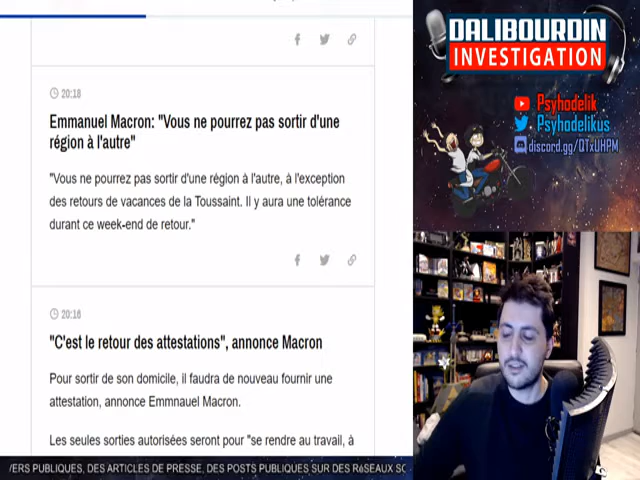 20:18
Emmanuel Macron: "Vous ne pourrez pas sortir d'une
région à l'autre"
"Vous ne pourrez pas sortir d'une région à l'autre, à l'exception
des retours de vacances de la Toussaint. Il y aura une tolérance
durant ce week-end de retour."
20:16
"C'est le retour des attestations", annonce Macron
Pour sortir de son domicile, il faudra de nouveau fournir une
attestation, annonce Emmnauel Macron.
Les seules sorties autorisées seront pour "se rendre au travail, à
/ERS PUBLIQUES, DES ARTICLES DE PRESSE, DES POSTS PUBLIQUES SUR DES RéSEAUX SO
DALIBOURDIN
INVESTIGATION
Psyhodelik
Psyhodelikus
discord.gg/QTxUHPM